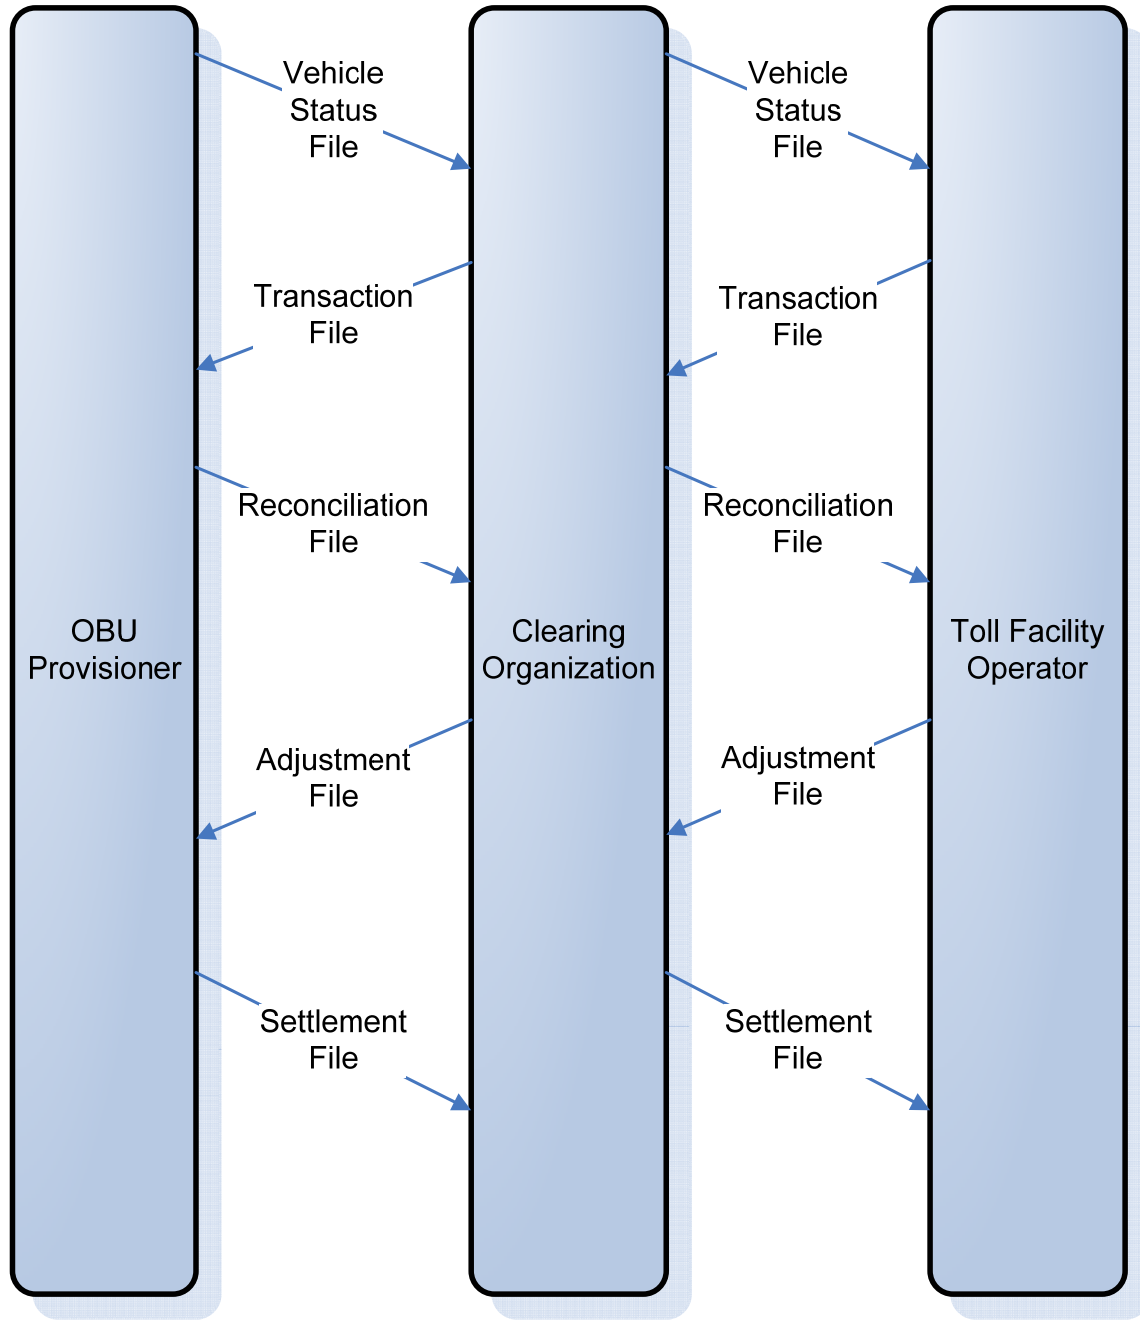 Vehicle
Status
File
Vehicle
Status
File
Transaction
File
Transaction
File
Reconciliation
File
Reconciliation
File
OBU
Provisioner
Clearing
Organization
Toll Facility
Operator
Adjustment
File
Adjustment
File
Settlement
File
Settlement
File